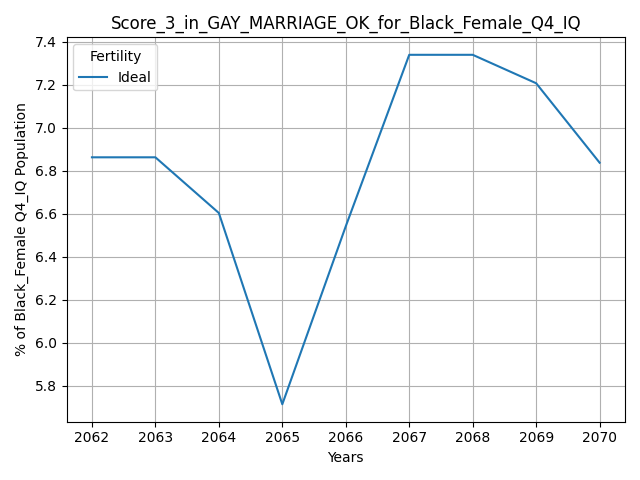 Score_3_in_GAY_MARRIAGE_OK_for_Black_Female_Q4_IQ
Fertility
Ideal
% of Black_Female Q4_IQ Population
7.4
7.2
7.0
6.8
6.6
6.4
6.2
6.0
5.8
2062 2063 2064 2065 2066 2067 2068 2069 2070
Years